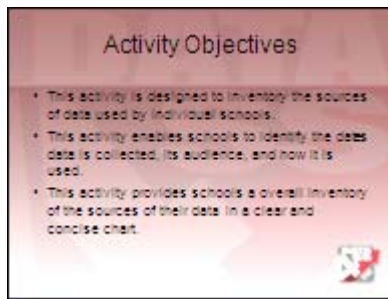 Activity Objectives
• This activity is designed to inventory the sources
of data used by individual schools.
• This activity enables schools to identify the dates
data is collected, its audience, and how it is
used.
• This activity provides schools a overall inventory
of the sources of their data in a clear and
concise chart.